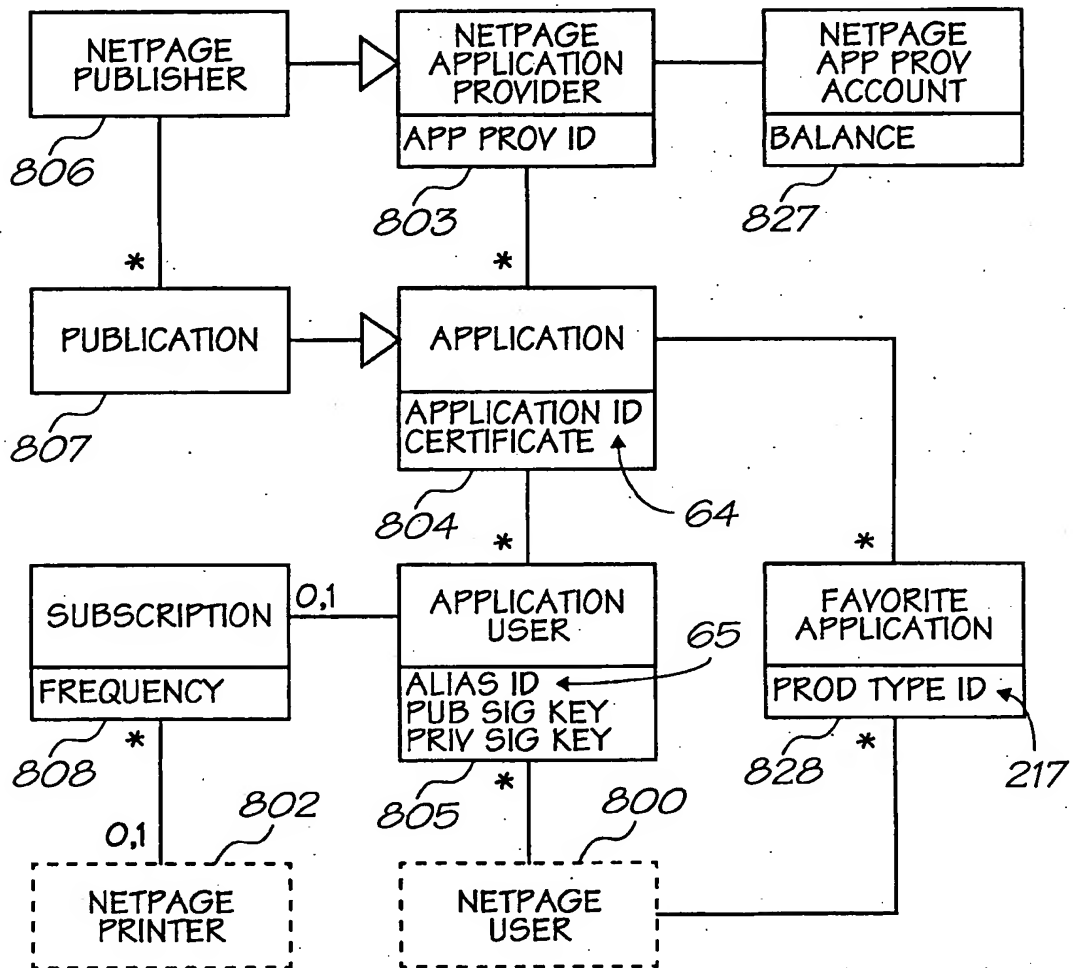 NETPAGE
PUBLISHER
806
NETPAGE
APPLICATION
PROVIDER
APP PROV ID
803
NETPAGE
APP PROV
ACCOUNT
BALANCE
827
*
*
PUBLICATION
807
APPLICATION
APPLICATION ID
CERTIFICATE
804
64
*
*
SUBSCRIPTION
FREQUENCY
808
0,1
APPLICATION
USER
ALIAS ID
PUB SIG KEY
PRIV SIG KEY
805
65
FAVORITE
APPLICATION
PROD TYPE ID
828
217
*
*
*
0,1
802
NETPAGE
PRINTER
800
NETPAGE
USER